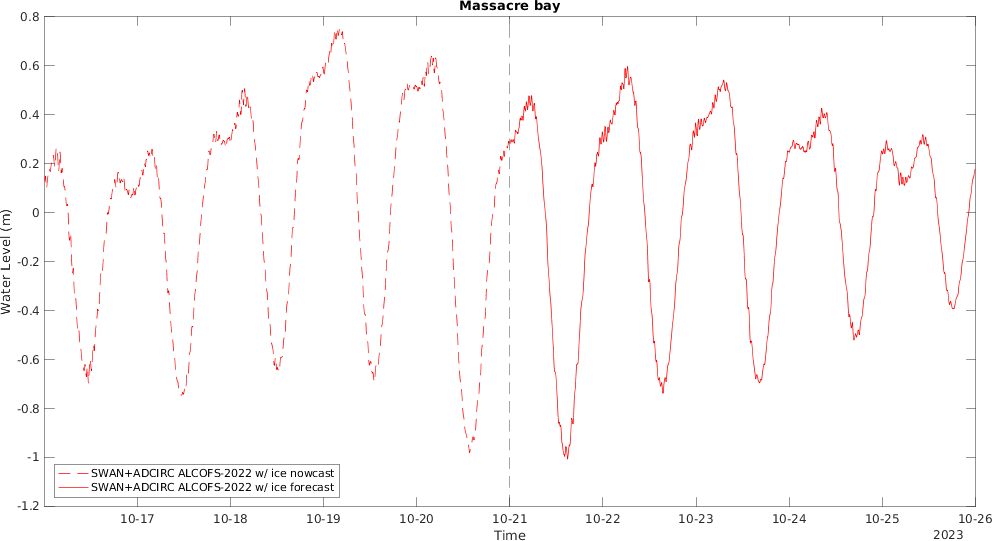 Massacre bay
0.8
0.6
0.4
0.2
0
-0.2
-0.4
-0.6
-0.8
-1
-1.2
Water Level (m)
SWAN+ADCIRC ALCOFS-2022 w/ ice nowcast
SWAN+ADCIRC ALCOFS-2022 w/ ice forecast
10-17 10-18 10-19 10-20 10-21 10-22 10-23 10-24 10-25 10-26
Time
2023